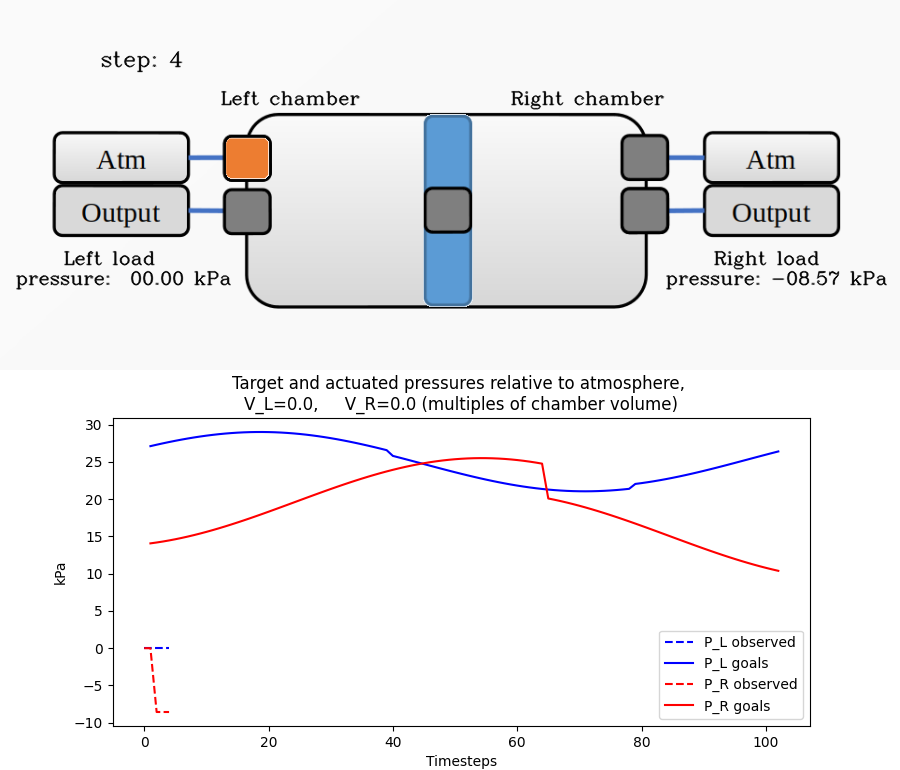 step: 4
Left chamber
Right chamber
Atm
Atm
Output
Output
Left load
pressure: 00.00 kPa
Right load
pressure: −08.57 kPa
Target and actuated pressures relative to atmosphere,
V_L=0.0, V_R=0.0 (multiples of chamber volume)
30
25
20
15
10
5
0
−5
−10
kPa
P_L observed
P_L goals
P_R observed
P_R goals
0 20 40 60 80 100
Timesteps